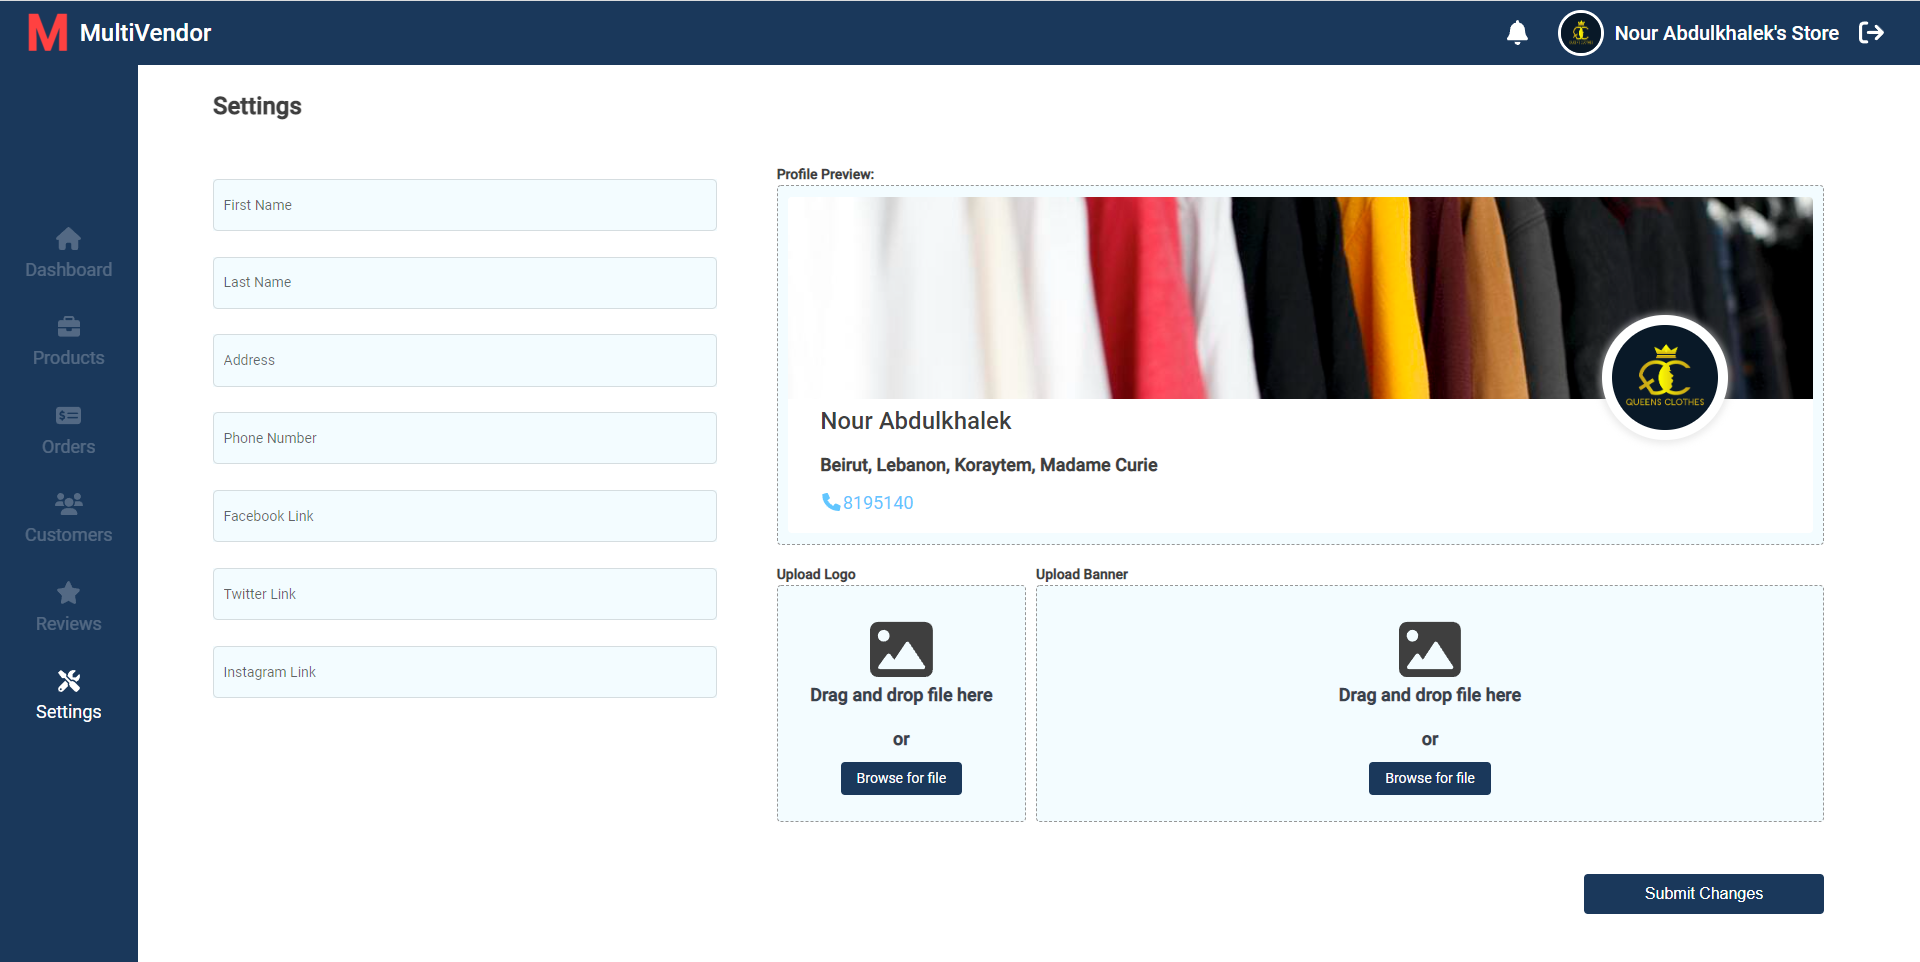 M MultiVendor
Nour Abdulkhalek's Store
Dashboard
Products
Orders
Customers
Reviews
Settings
Settings
First Name
Last Name
Address
Phone Number
Facebook Link
Twitter Link
Instagram Link
Profile Preview:
QUEENS CLOTHES
Nour Abdulkhalek
Beirut, Lebanon, Koraytem, Madame Curie
8195140
Upload Logo
Drag and drop file here
or
Browse for file
Upload Banner
Drag and drop file here
or
Browse for file
Submit Changes